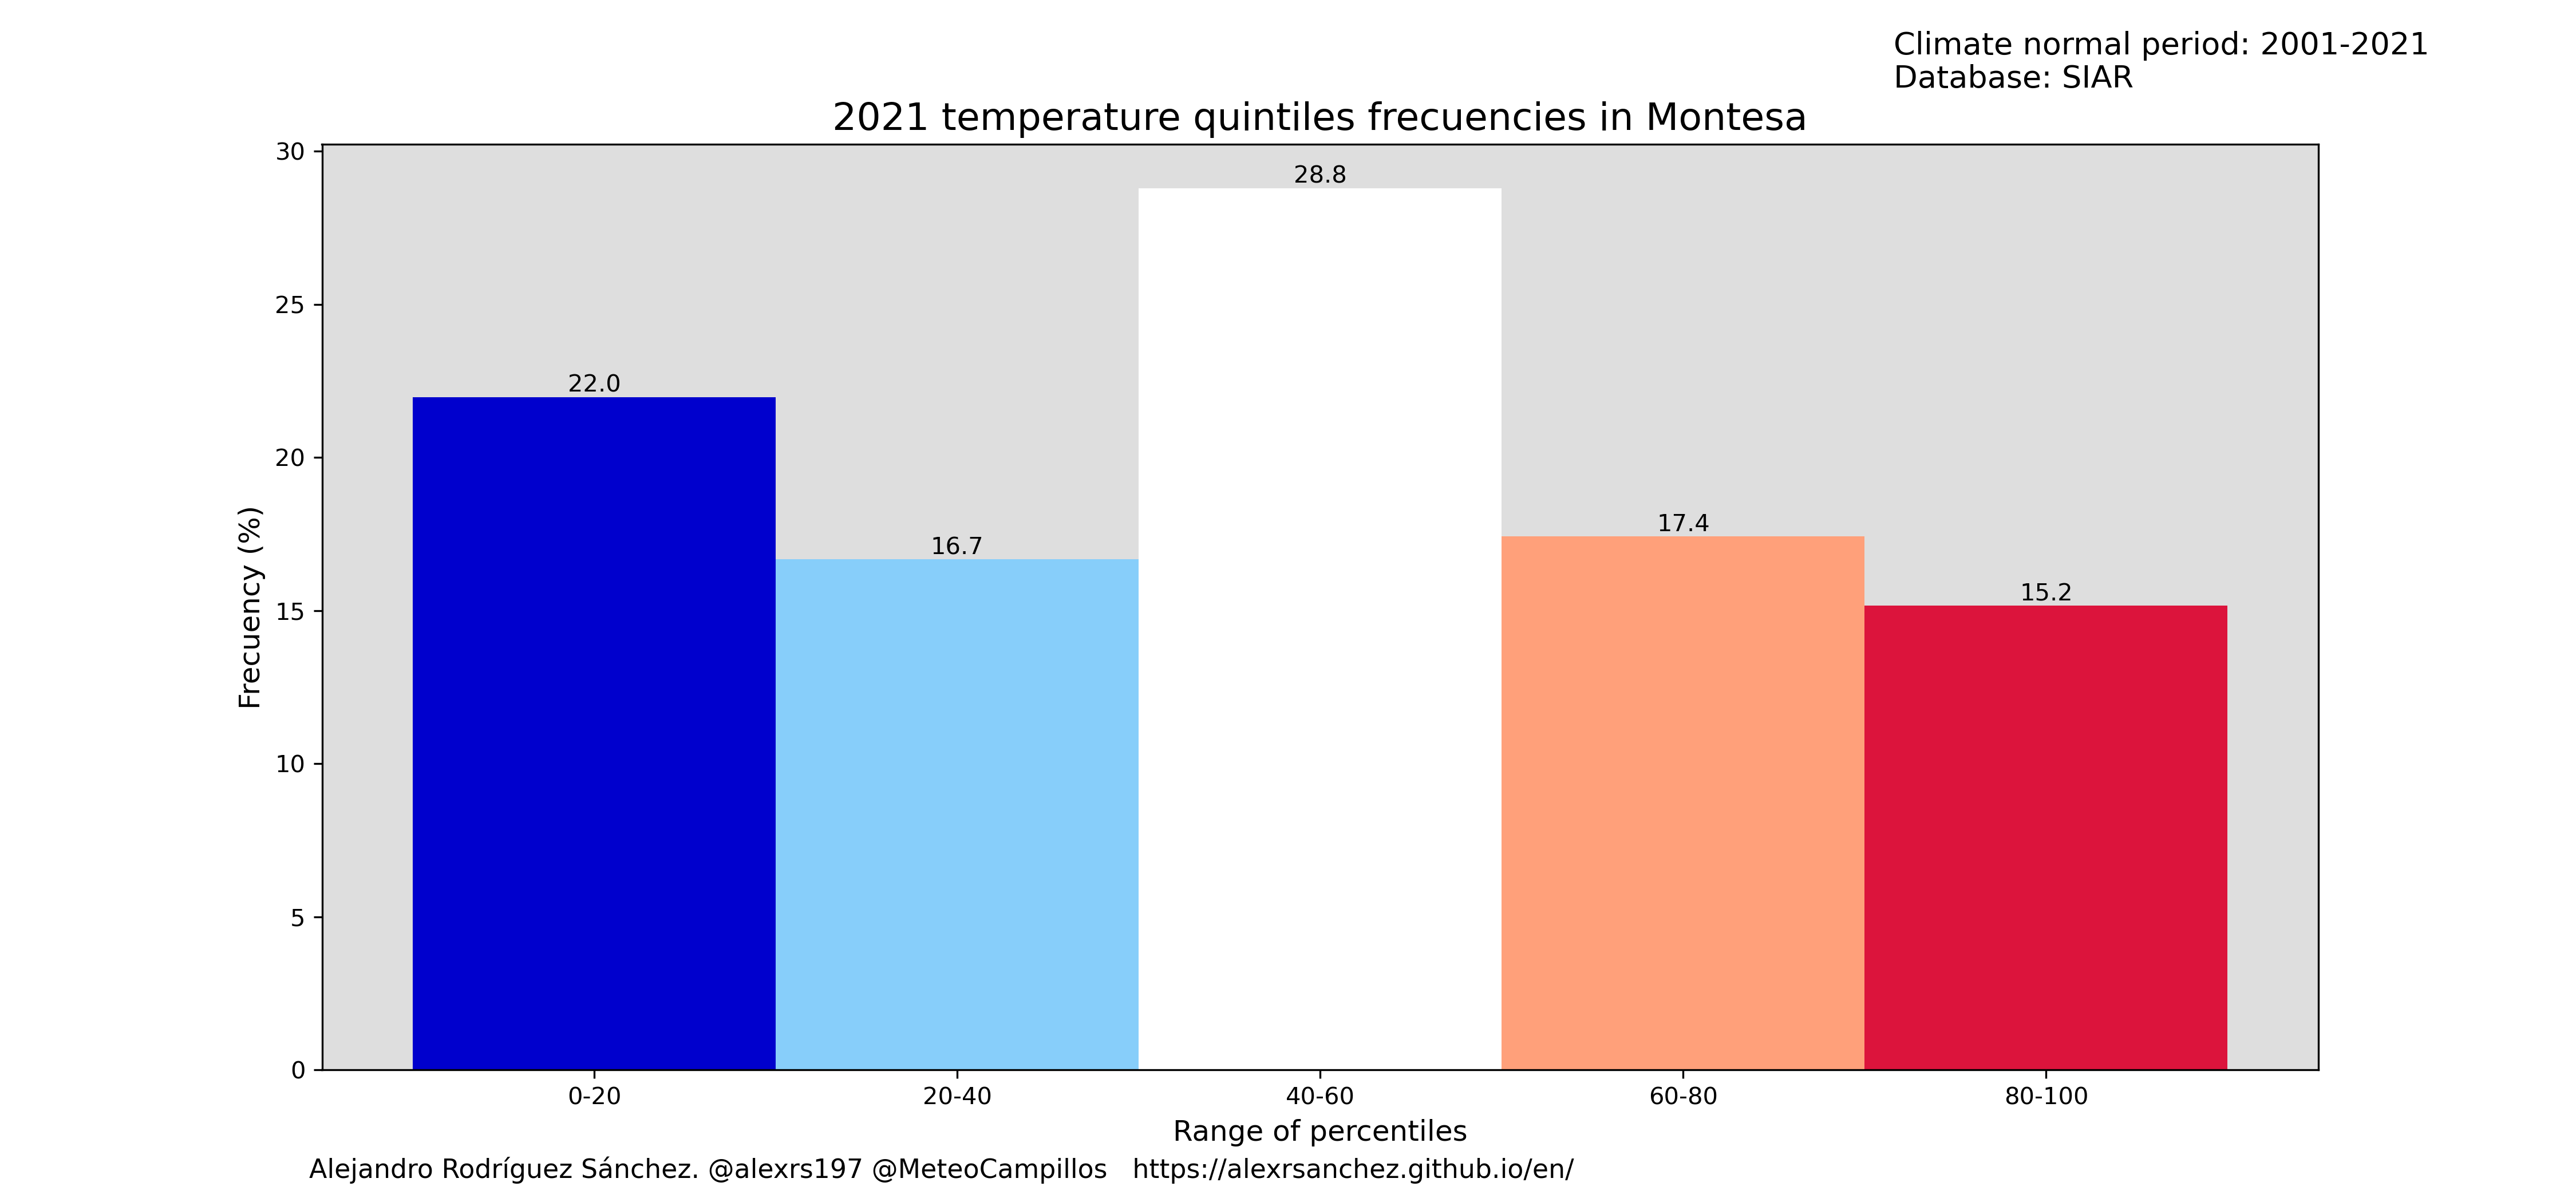 Climate normal period: 2001-2021
Database: SIAR
2021 temperature quintiles frecuencies in Montesa
30
25
20
15
10
5
0
Frecuency (%)
22.0
16.7
28.8
17.4
15.2
0-20
20-40
40-60
60-80
80-100
Range of percentiles
Alejandro Rodríguez Sánchez. @alexrs197 @MeteoCampillos   https://alexrsanchez.github.io/en/